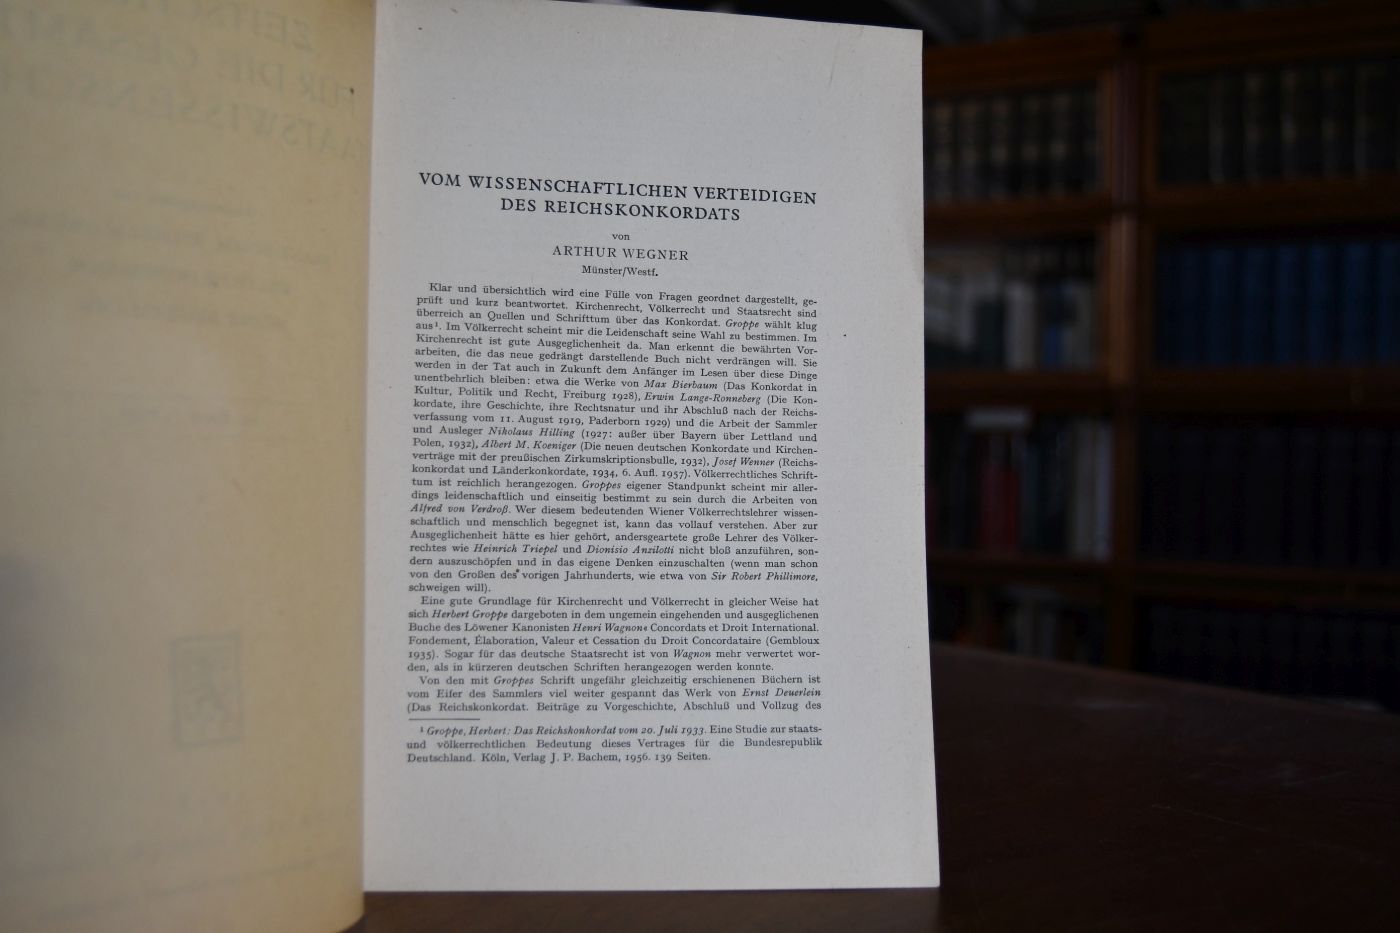 VOM WISSENSCHAFTLICHEN VERTEIDIGEN
DES REICHSKONKORDATS
von
ARTHUR WEGNER
Münster/Westf.
Klar und übersichtlich wird eine Fülle von Fragen geordnet dargestellt, ge-
prüft und kurz beantwortet. Kirchenrecht, Völkerrecht und Staatsrecht sind
überreich an Quellen und Schrifttum über das Konkordat. Groppe wählt klug
aus¹. Im Völkerrecht scheint mir die Leidenschaft seine Wahl zu bestimmen. Im
Kirchenrecht ist gute Ausgeglichenheit da. Man erkennt die bewährten Vor-
arbeiten, die das neue gedrängt darstellende Buch nicht verdrängen will. Sie
werden in der Tat auch in Zukunft dem Anfänger im Lesen über diese Dinge
unentbehrlich bleiben: etwa die Werke von Max Bierbaum (Das Konkordat in
Kultur, Politik und Recht, Freiburg 1928), Erwin Lange-Ronneberg (Die Kon-
kordate, ihre Geschichte, ihre Rechtsnatur und ihr Abschluß nach der Reichs-
verfassung vom 11. August 1919, Paderborn 1929) und die Arbeit der Sammler
und Ausleger Nikolaus Hilling (1927: außer über Bayern über Lettland und
Polen, 1932), Albert M. Koeniger (Die neuen deutschen Konkordate und Kirchen-
verträge mit der preußischen Zirkumskriptionsbulle, 1932), Josef Wenner (Reichs-
konkordat und Länderkonkordate, 1934, 6. Aufl. 1957). Völkerrechtliches Schrift-
tum ist reichlich herangezogen. Groppes eigener Standpunkt scheint mir aller-
dings leidenschaftlich und einseitig bestimmt zu sein durch die Arbeiten von
Alfred von Verdroß. Wer diesem bedeutenden Wiener Völkerrechtslehrer wissen-
schaftlich und menschlich begegnet ist, kann das vollauf verstehen. Aber zur
Ausgeglichenheit hätte es hier gehört, andersgeartete große Lehrer des Völker-
rechtes wie Heinrich Triepel und Dionisio Anzilotti nicht bloß anzuführen, son-
dern auszuschöpfen und in das eigene Denken einzuschalten (wenn man schon
von den Großen des vorigen Jahrhunderts, wie etwa von Sir Robert Phillimore,
schweigen will).
Eine gute Grundlage für Kirchenrecht und Völkerrecht in gleicher Weise hat
sich Herbert Groppe dargeboten in dem ungemein eingehenden und ausgeglichenen
Buche des Löwener Kanonisten Henri Wagnon: Concordats et Droit International.
Fondement, Élaboration, Valeur et Cessation du Droit Concordataire (Gembloux
1935). Sogar für das deutsche Staatsrecht ist von Wagnon mehr verwertet wor-
den, als in kürzeren deutschen Schriften herangezogen werden konnte.
Von den mit Groppes Schrift ungefähr gleichzeitig erschienenen Büchern ist
vom Eifer des Sammlers viel weiter gespannt das Werk von Ernst Deuerlein
(Das Reichskonkordat. Beiträge zu Vorgeschichte, Abschluß und Vollzug des
¹ Groppe, Herbert: Das Reichskonkordat vom 20. Juli 1933. Eine Studie zur staats-
und völkerrechtlichen Bedeutung dieses Vertrages für die Bundesrepublik
Deutschland. Köln, Verlag J. P. Bachem, 1956. 139 Seiten.